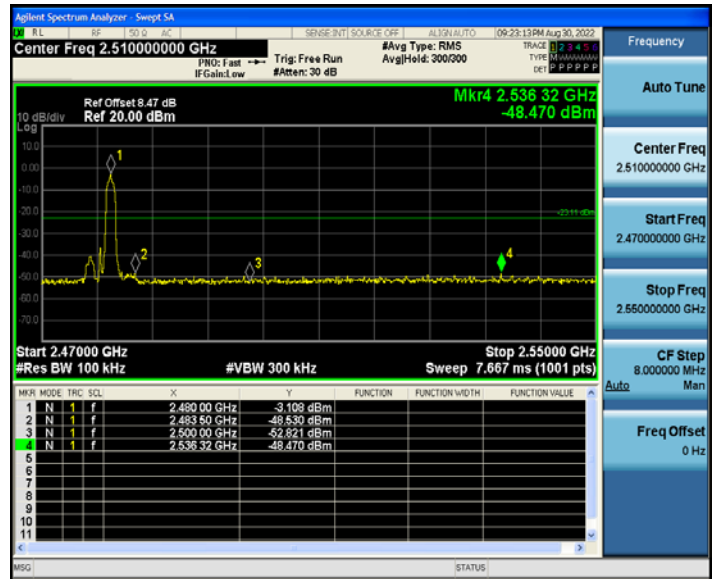 Agilent Spectrum Analyzer - Swept SA
RL RF 50 Ω AC SENSE:INT SOURCE OFF ALIGN AUTO 09:23:13 PM Aug 30, 2022
Center Freq 2.510000000 GHz #Avg Type: RMS TRACE 1 2 3 4 5 6
PNO: Fast Trig: Free Run Avg|Hold: 300/300 TYPE M
IFGain:Low #Atten: 30 dB DET P P P P P P
Mkr4 2.536 32 GHz
Ref Offset 8.47 dB
10 dB/div Ref 20.00 dBm -48.470 dBm
Log
10.0
1
0.00
-10.0
-20.0
-23.11 dBm
-30.0
-40.0
2
3
4
-50.0
-60.0
-70.0
Start 2.47000 GHz Stop 2.55000 GHz
#Res BW 100 kHz #VBW 300 kHz Sweep 7.667 ms (1001 pts)
MKR MODE TRC SCL X Y FUNCTION FUNCTION WIDTH FUNCTION VALUE
1 N 1 f 2.480 00 GHz -3.108 dBm
2 N 1 f 2.483 50 GHz -48.530 dBm
3 N 1 f 2.500 00 GHz -52.821 dBm
4 N 1 f 2.536 32 GHz -48.470 dBm
5
6
7
8
9
10
11
MSG STATUS
Frequency
Auto Tune
Center Freq
2.510000000 GHz
Start Freq
2.470000000 GHz
Stop Freq
2.550000000 GHz
CF Step
8.000000 MHz
Auto Man
Freq Offset
0 Hz